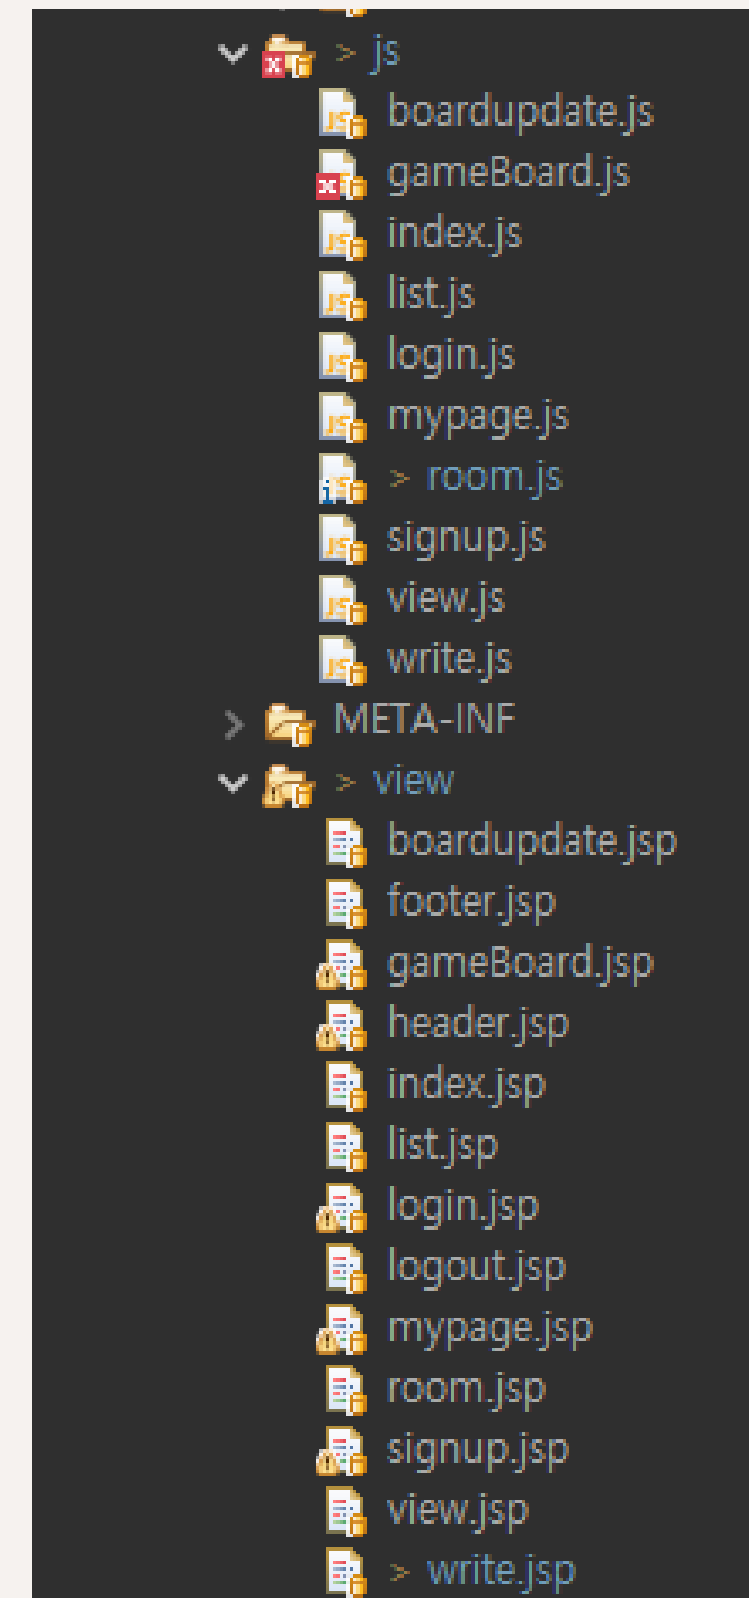 > js
boardupdate.js
gameBoard.js
index.js
list.js
login.js
mypage.js
> room.js
signup.js
view.js
write.js
META-INF
> view
boardupdate.jsp
footer.jsp
gameBoard.jsp
header.jsp
index.jsp
list.jsp
login.jsp
logout.jsp
mypage.jsp
room.jsp
signup.jsp
view.jsp
> write.jsp